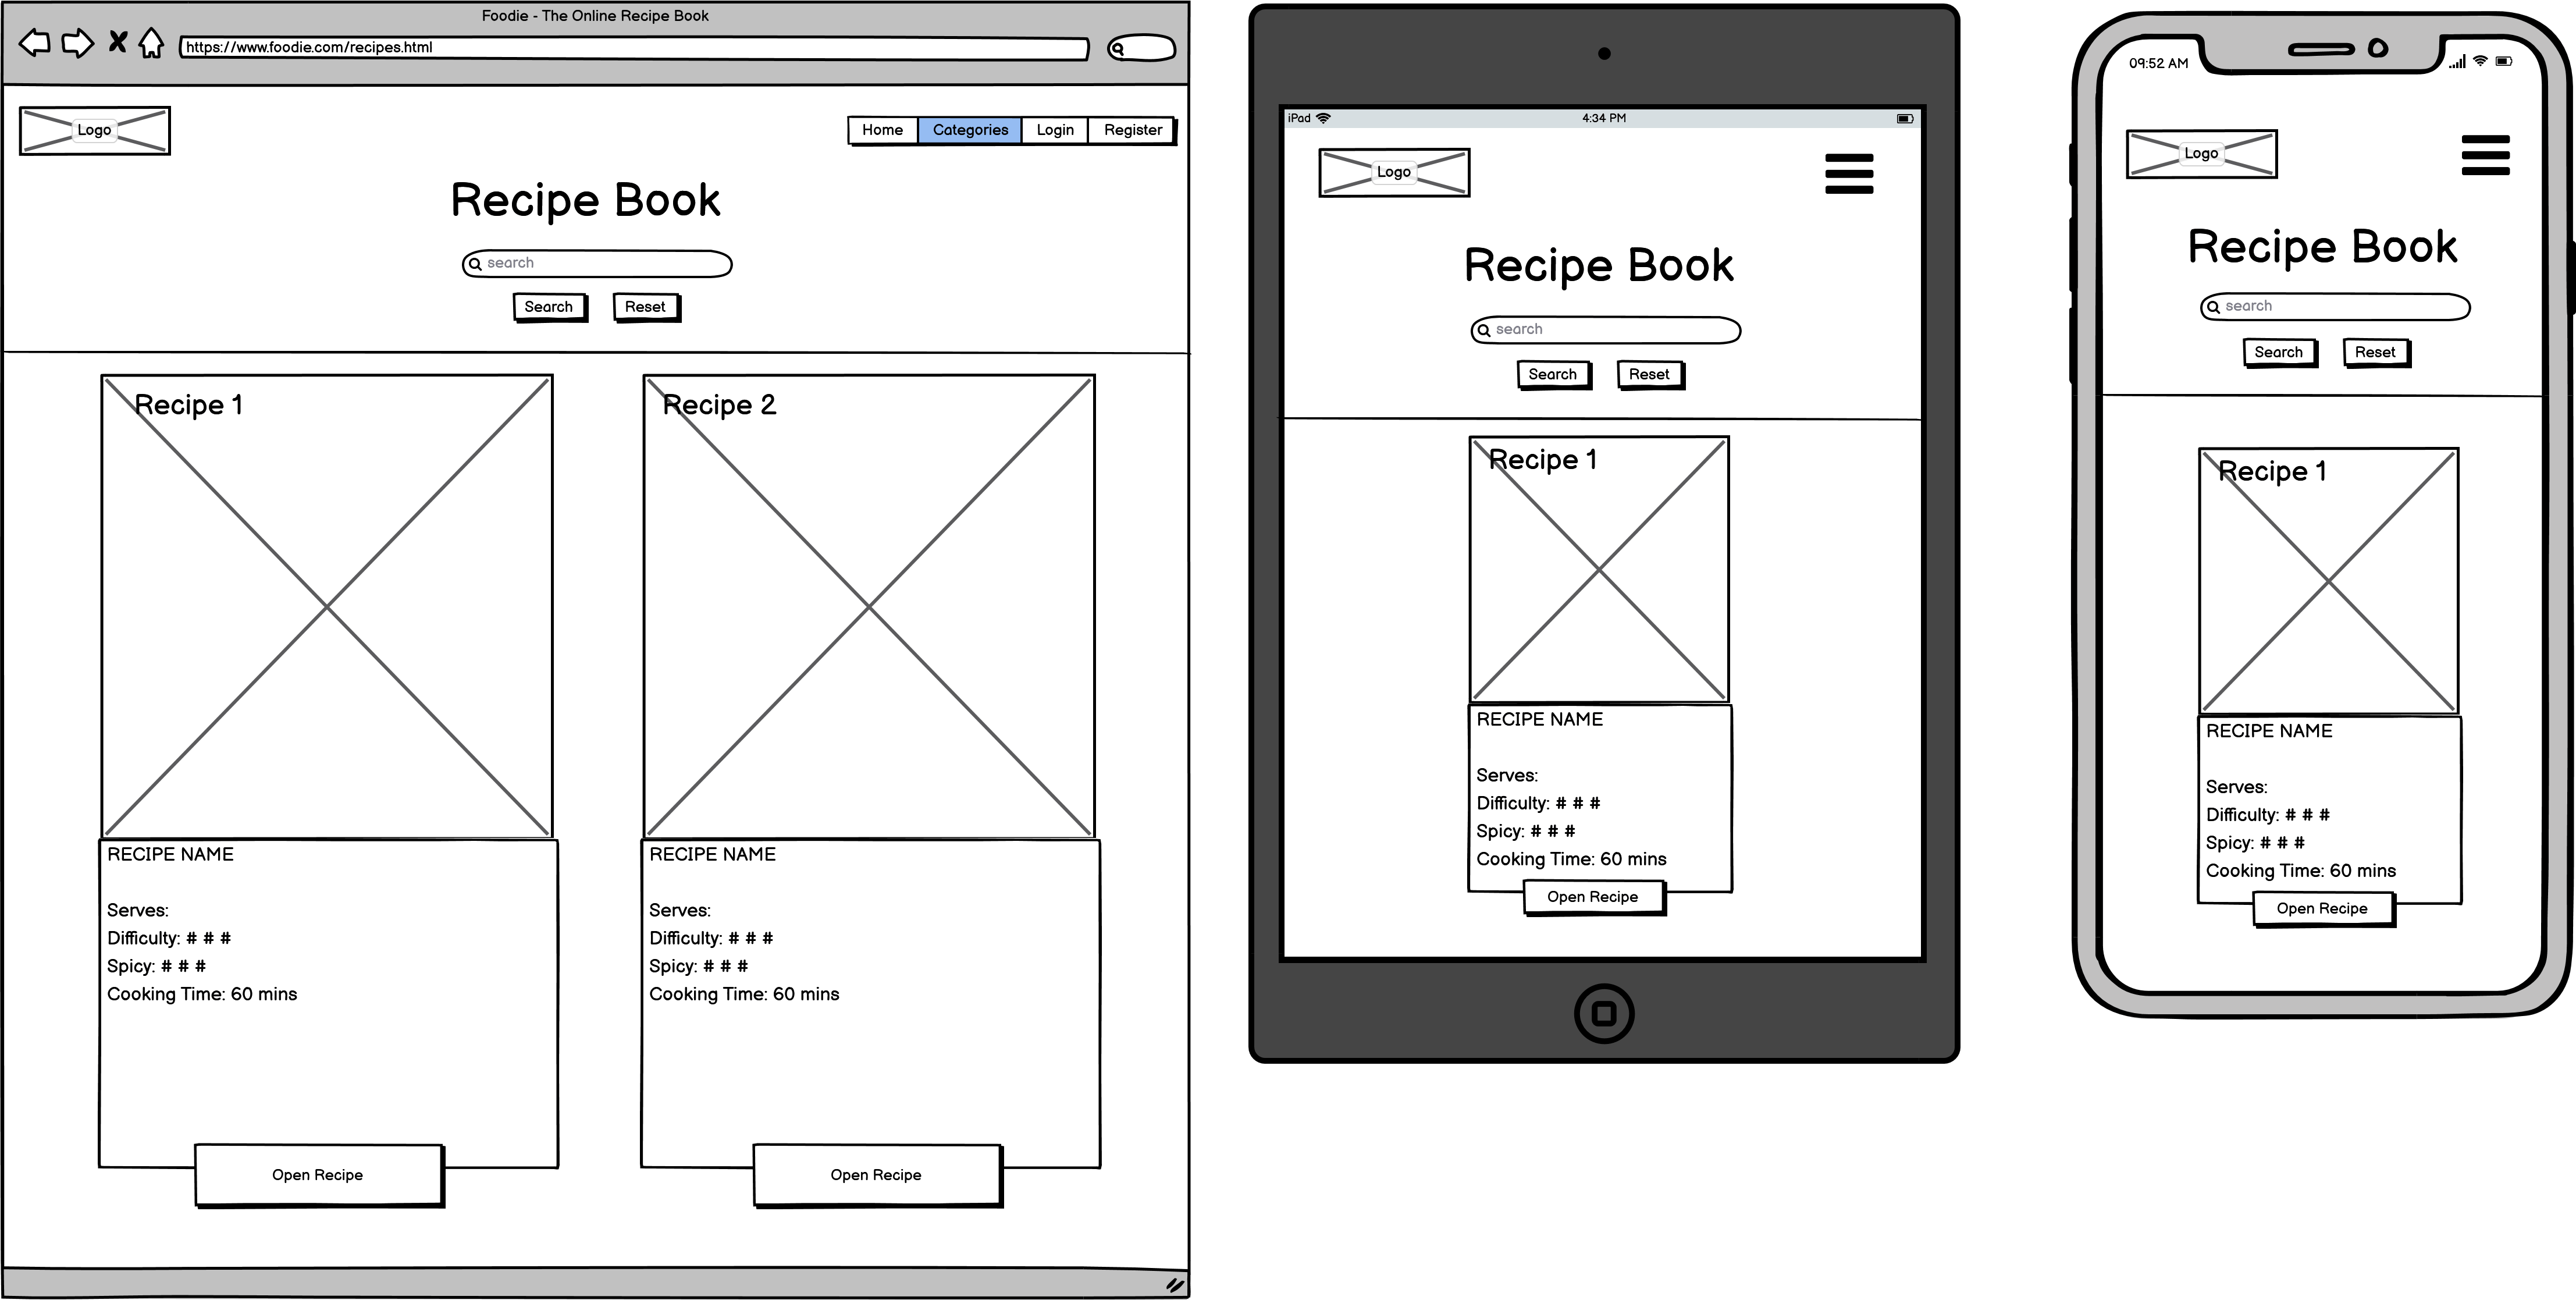 Foodie - The Online Recipe Book
https://www.foodie.com/recipes.html
Logo
Home Categories Login Register
Recipe Book
search
Search Reset
Recipe 1
RECIPE NAME
Serves:
Difficulty: # # #
Spicy: # # #
Cooking Time: 60 mins
Open Recipe
Recipe 2
RECIPE NAME
Serves:
Difficulty: # # #
Spicy: # # #
Cooking Time: 60 mins
Open Recipe
iPad 4:34 PM
Logo
Recipe Book
search
Search Reset
Recipe 1
RECIPE NAME
Serves:
Difficulty: # # #
Spicy: # # #
Cooking Time: 60 mins
Open Recipe
09:52 AM
Logo
Recipe Book
search
Search Reset
Recipe 1
RECIPE NAME
Serves:
Difficulty: # # #
Spicy: # # #
Cooking Time: 60 mins
Open Recipe